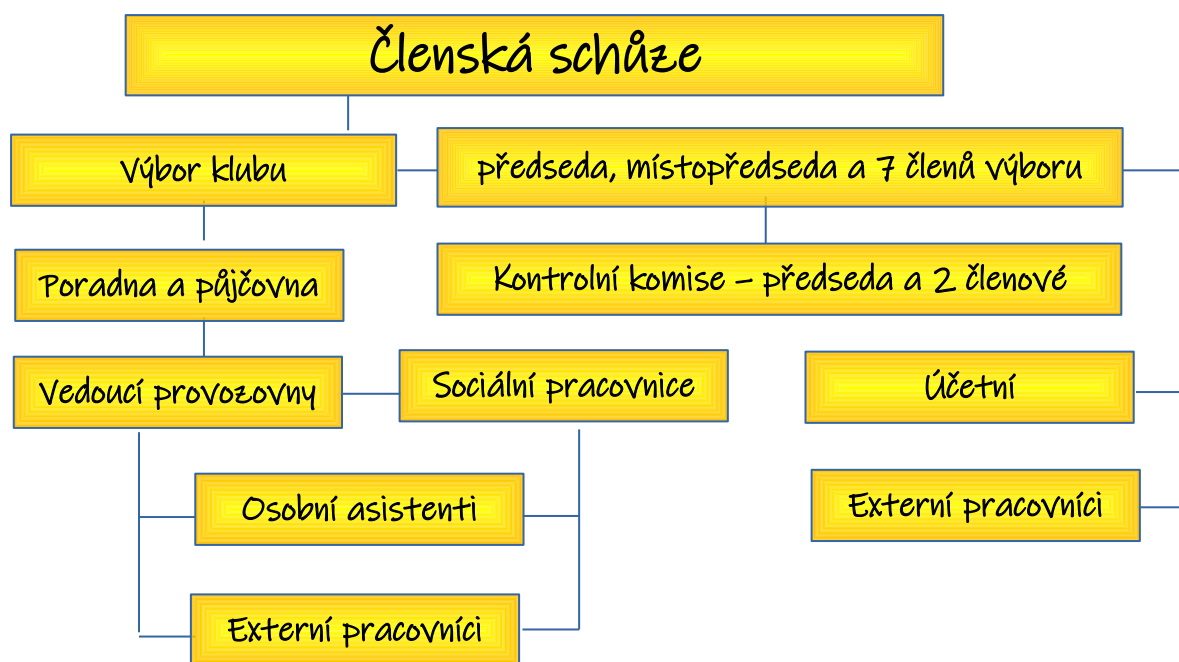 Členská schůze
Výbor klubu
předseda, místopředseda a 7 členů výboru
Poradna a půjčovna
Kontrolní komise – předseda a 2 členové
Vedoucí provozovny
Sociální pracovnice
Účetní
Osobní asistenti
Externí pracovníci
Externí pracovníci